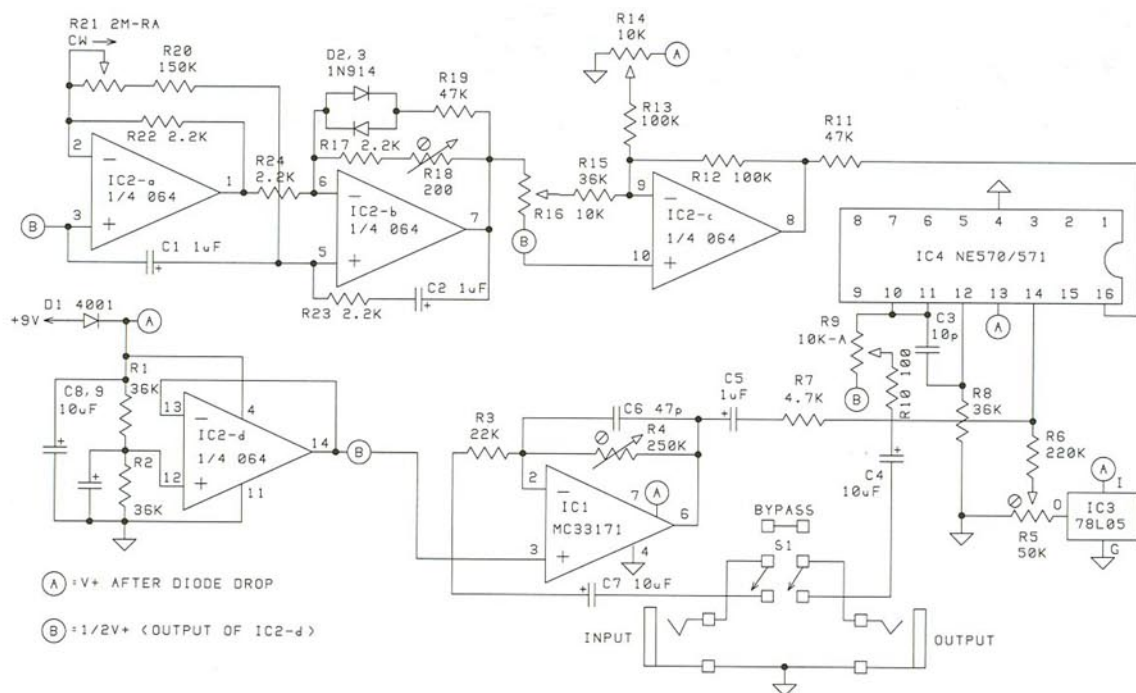 R21 2M-RA
CW
R20
150K
R22 2.2K
2
3
1
IC2-a
1/4 064
B
C1 1uF
R24
2.2K
D2,3
1N914
R19
47K
R17 2.2K
R18
200
6
5
7
IC2-b
1/4 064
R23 2.2K
C2 1uF
R14
10K
A
R13
100K
R15
36K
R16 10K
B
R12 100K
9
10
8
IC2-c
1/4 064
R11
47K
8 7 6 5 4 3 2 1
IC4 NE570/571
9 10 11 12 13 14 15 16
A
D1 4001
+9V
A
C8,9
10uF
R1
36K
R2
36K
13
12
4
11
14
IC2-d
1/4 064
B
R3
22K
C6 47p
R4
250K
2
3
7
A
6
4
IC1
MC33171
C5
1uF
R7
4.7K
R9
10K-A
B
R10 100
C3
10p
C4
10uF
R8
36K
R6
220K
R5
50K
A
I
O
IC3
78L05
G
C7 10uF
BYPASS
S1
INPUT
OUTPUT
A =V+ AFTER DIODE DROP
B =1/2V+ (OUTPUT OF IC2-d)